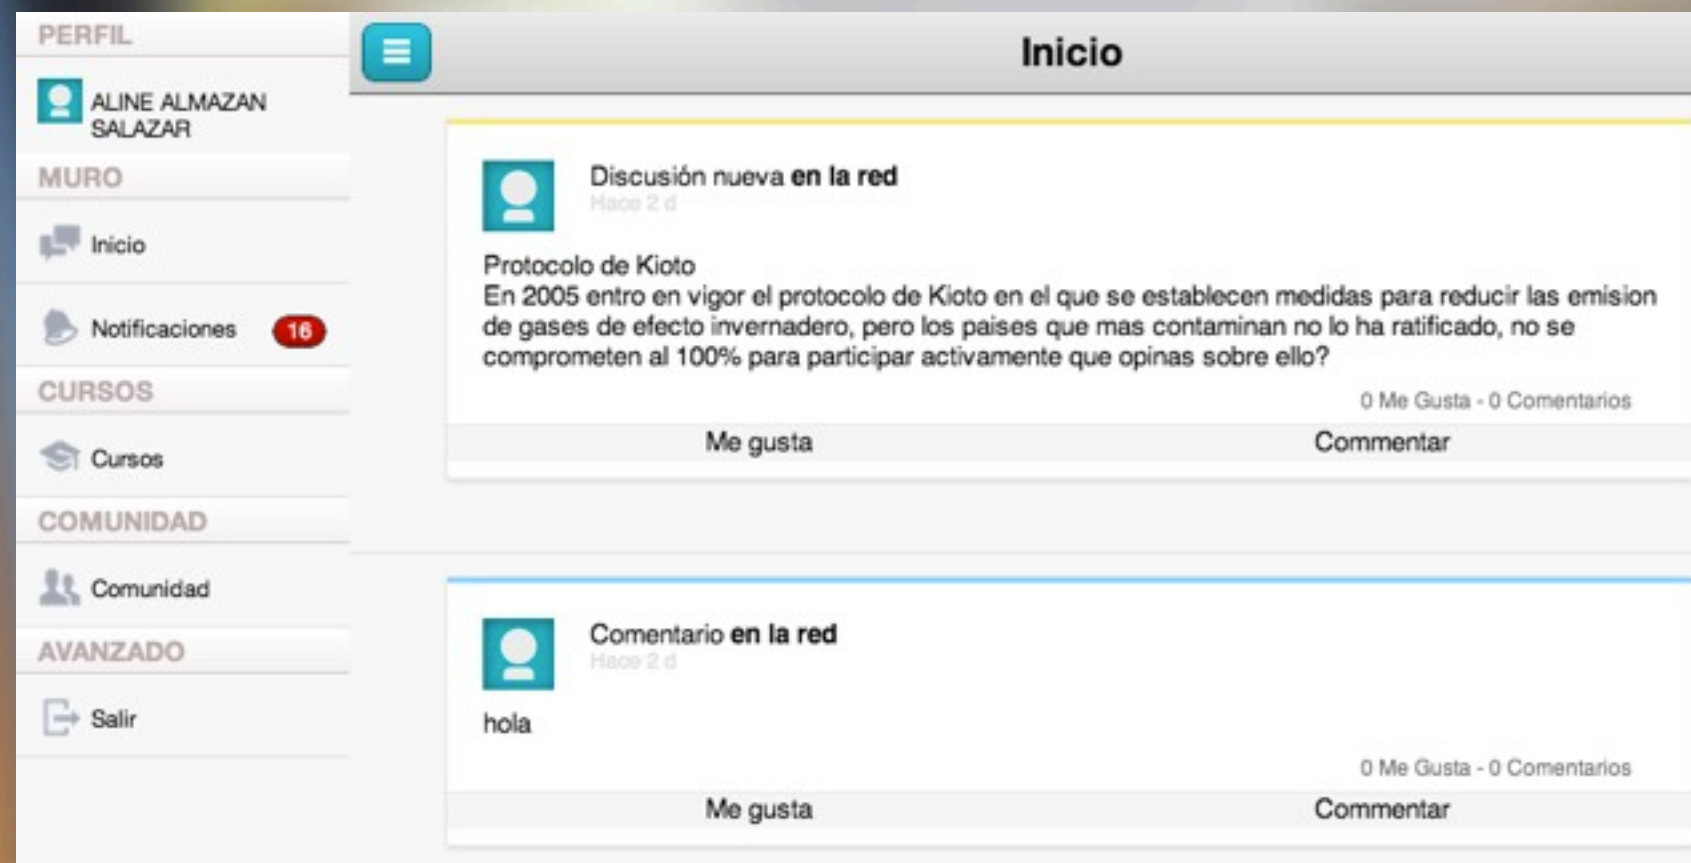 PERFIL
ALINE ALMAZAN
SALAZAR
MURO
Inicio
Notificaciones 16
CURSOS
Cursos
COMUNIDAD
Comunidad
AVANZADO
Salir
Inicio
Discusión nueva en la red
Hace 2 d
Protocolo de Kioto
En 2005 entro en vigor el protocolo de Kioto en el que se establecen medidas para reducir las emision
de gases de efecto invernadero, pero los paises que mas contaminan no lo ha ratificado, no se
comprometen al 100% para participar activamente que opinas sobre ello?
0 Me Gusta - 0 Comentarios
Me gusta Commentar
Comentario en la red
Hace 2 d
hola
0 Me Gusta - 0 Comentarios
Me gusta Commentar